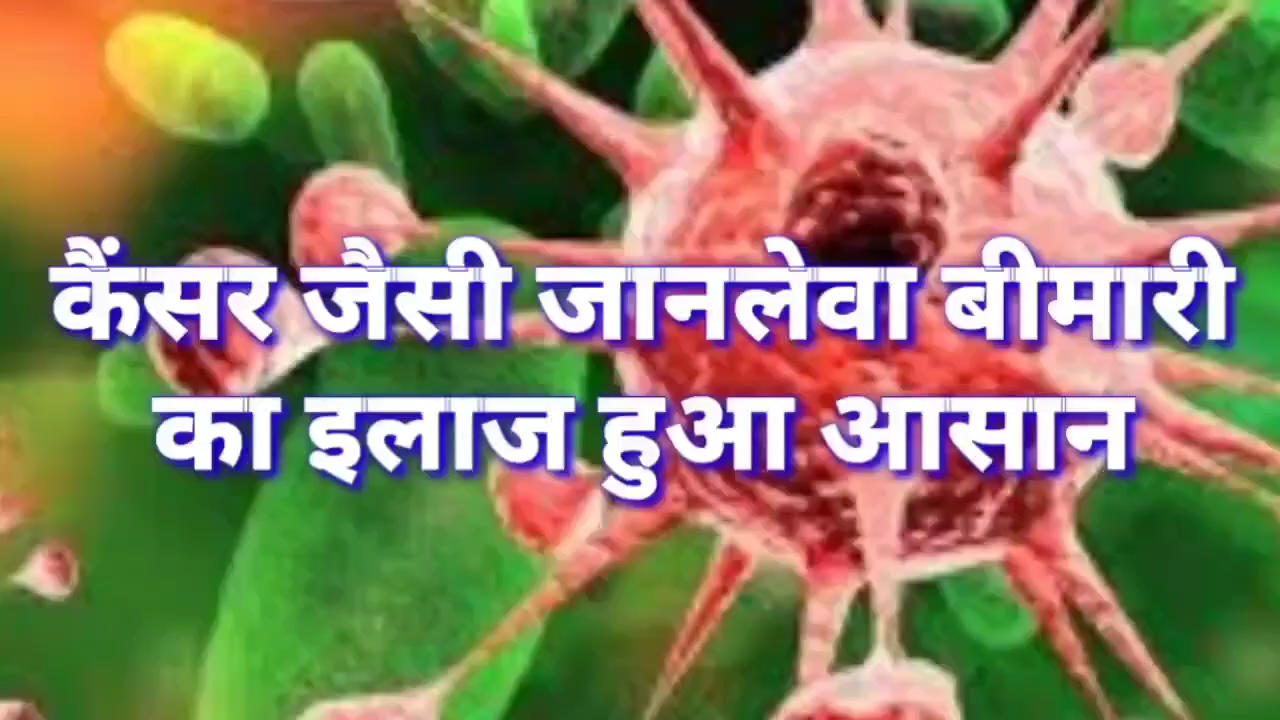 कैंसर जैसी जानलेवा बीमारी
का इलाज हुआ आसान